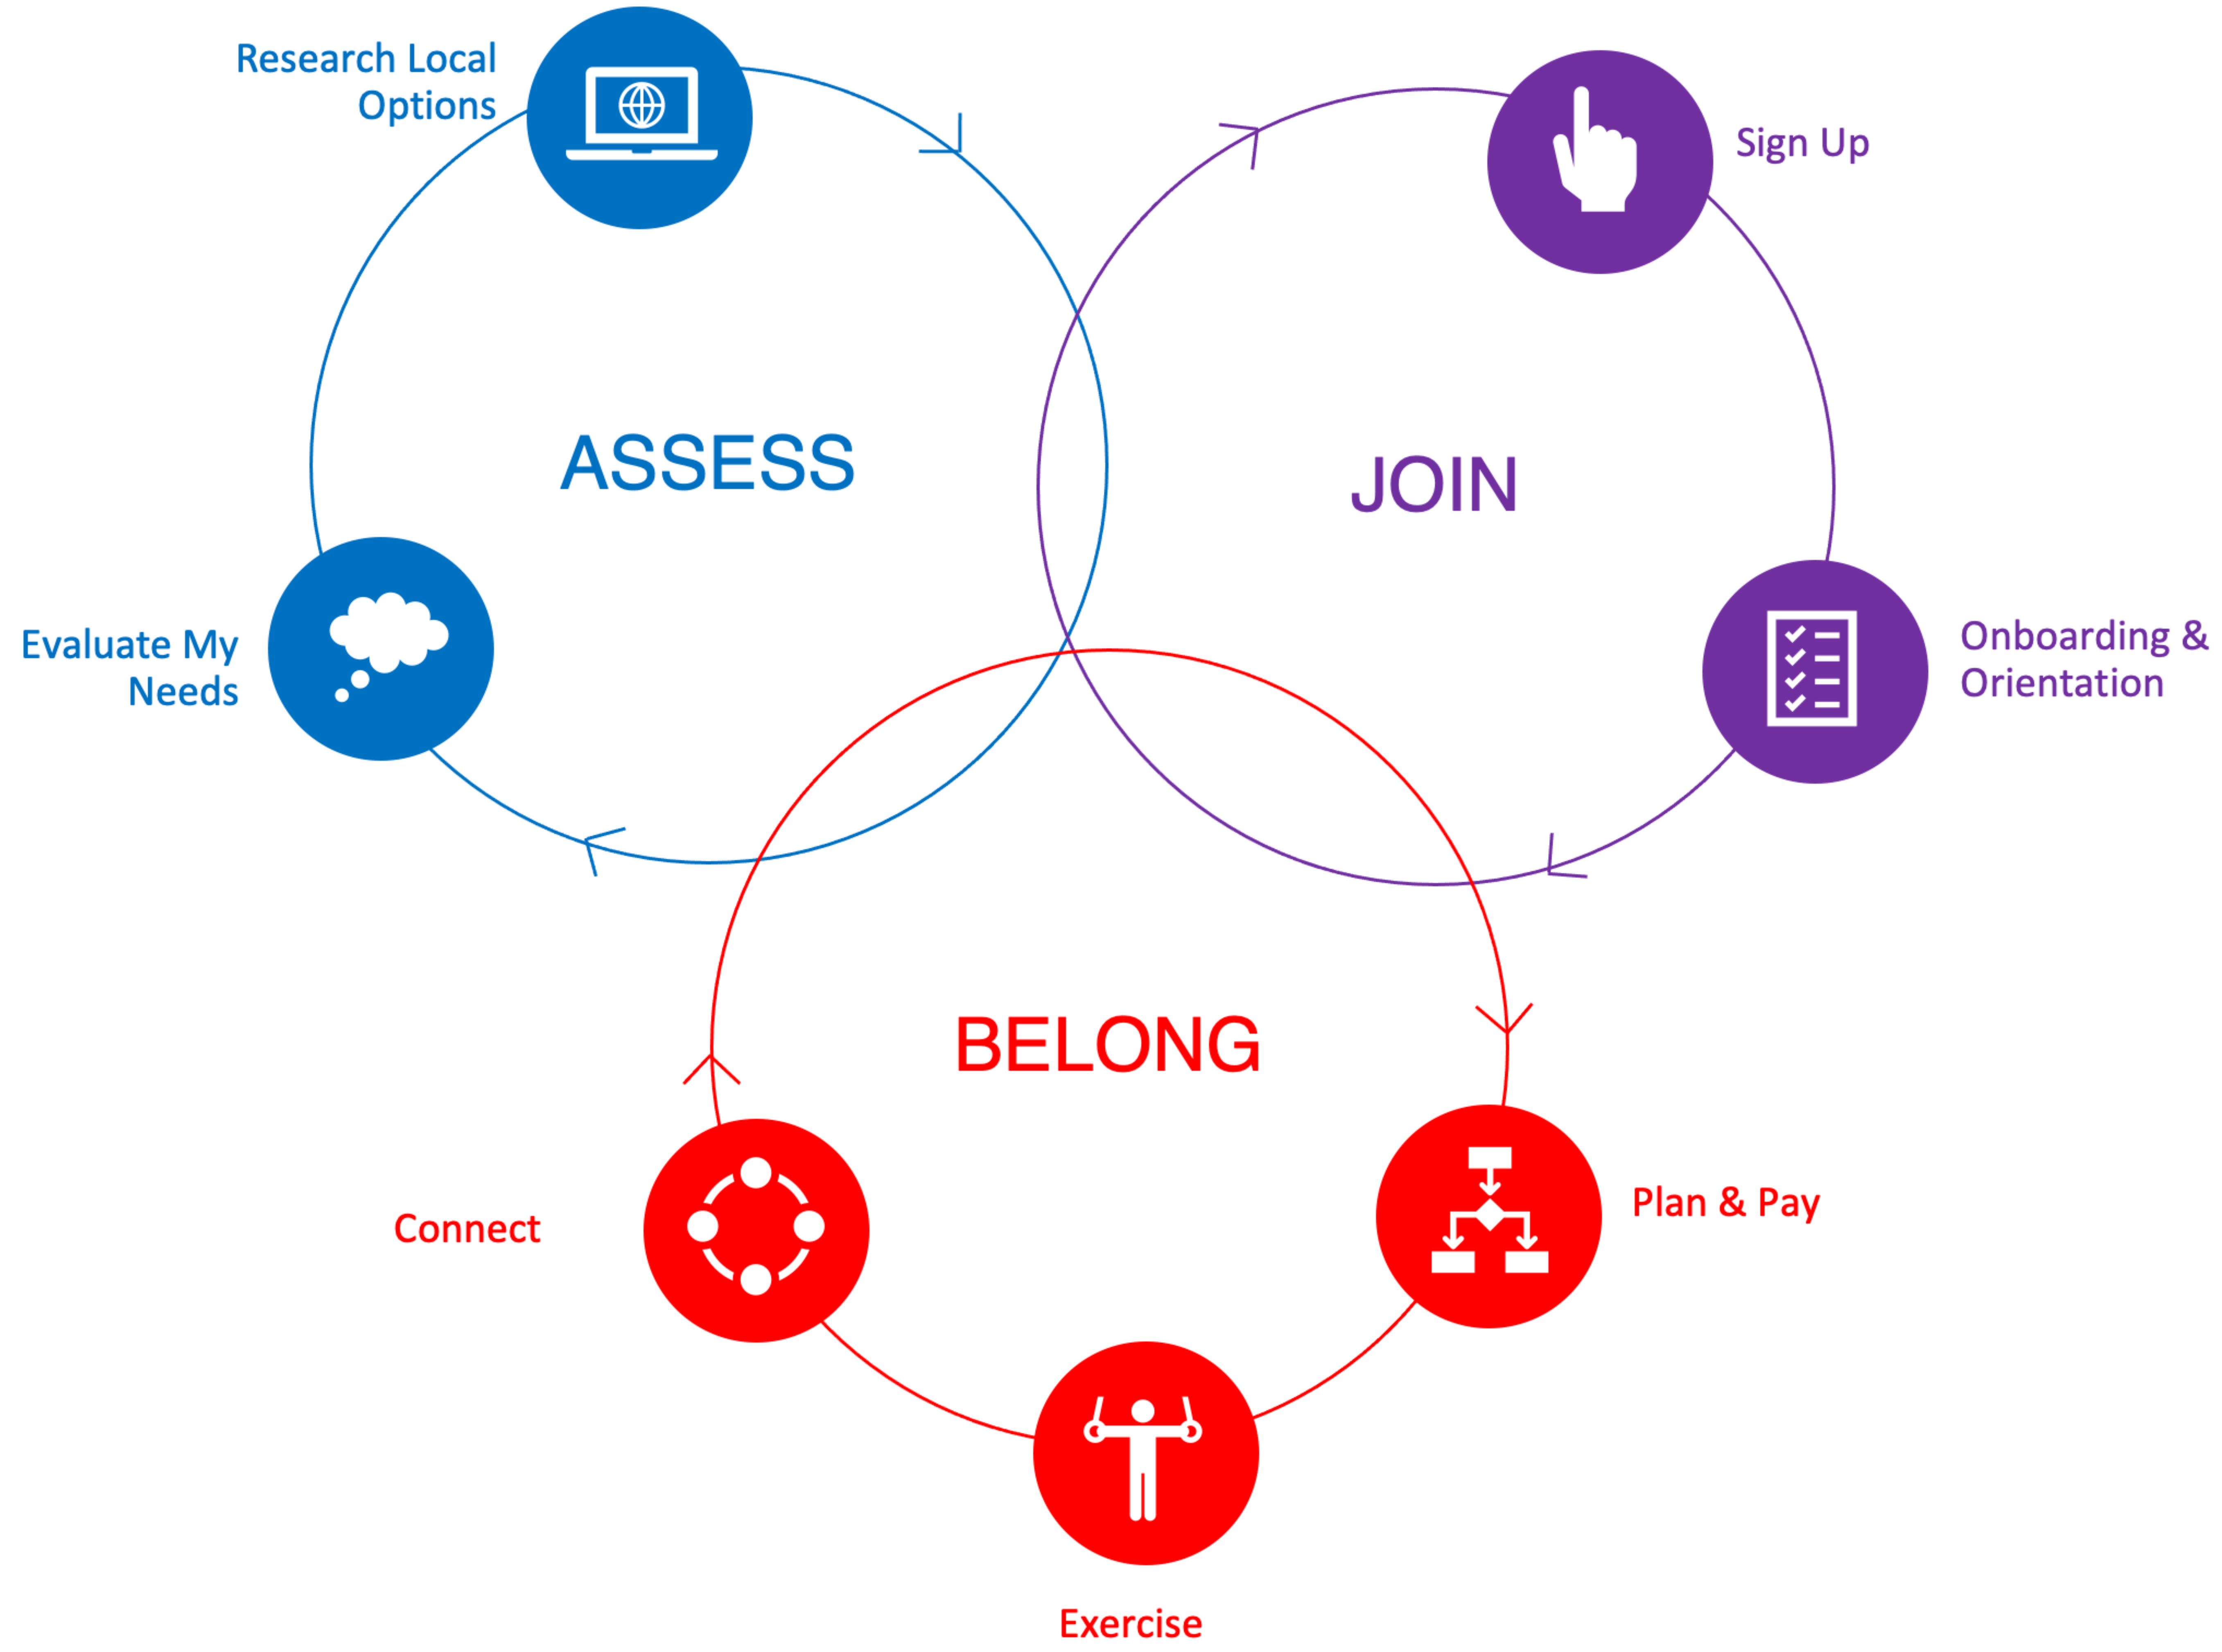 Research Local
Options
Sign Up
ASSESS
JOIN
Evaluate My
Needs
Onboarding &
Orientation
BELONG
Connect
Plan & Pay
Exercise